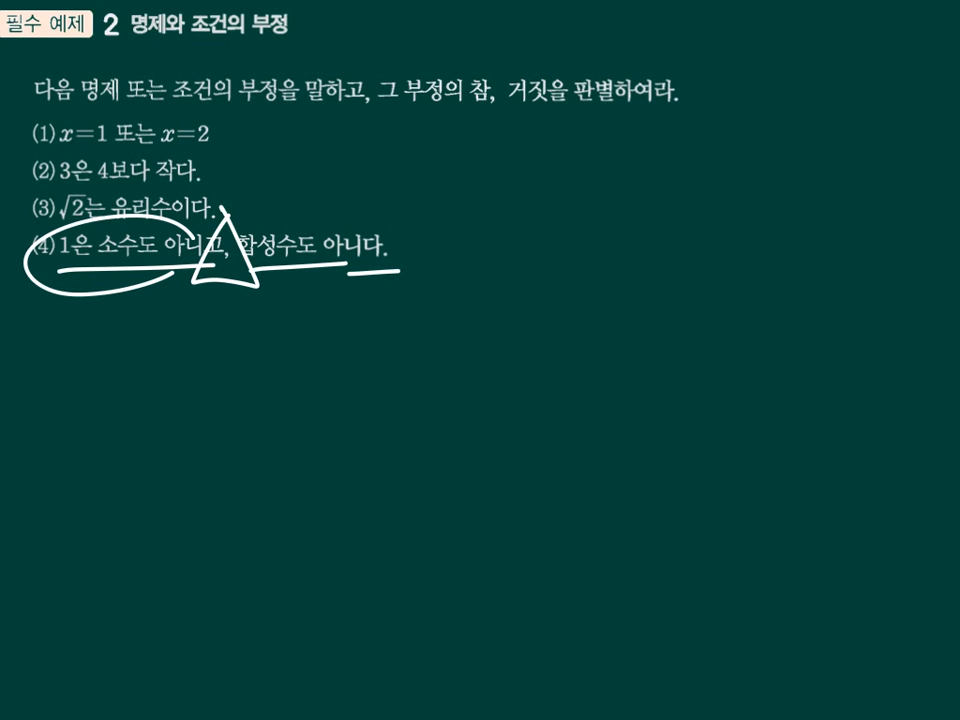 필수 예제 2 명제와 조건의 부정
다음 명제 또는 조건의 부정을 말하고, 그 부정의 참, 거짓을 판별하여라.
(1) x=1 또는 x=2
(2) 3은 4보다 작다.
(3) √2는 유리수이다.
(4) 1은 소수도 아니고, 합성수도 아니다.